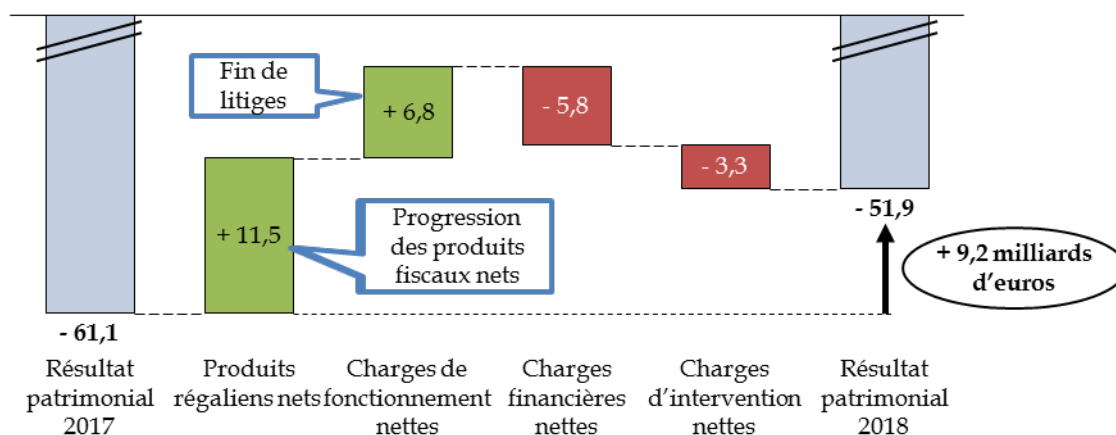 Fin de
litiges
+ 6,8
- 5,8
- 3,3
+ 11,5
Progression
des produits
fiscaux nets
- 51,9
+ 9,2 milliards
d’euros
- 61,1
Résultat
patrimonial
2017
Produits
régaliens nets
Charges de
fonctionnement
nettes
Charges
financières
nettes
Charges
d’intervention
nettes
Résultat
patrimonial
2018